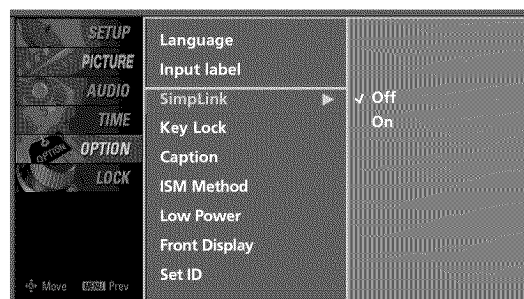 SETUP
PICTURE
AUDIO
TIME
OPTION
LOCK
Move MENU Prev
Language
Input label
SimpLink
Key Lock
Caption
ISM Method
Low Power
Front Display
Set ID
✓ Off
On